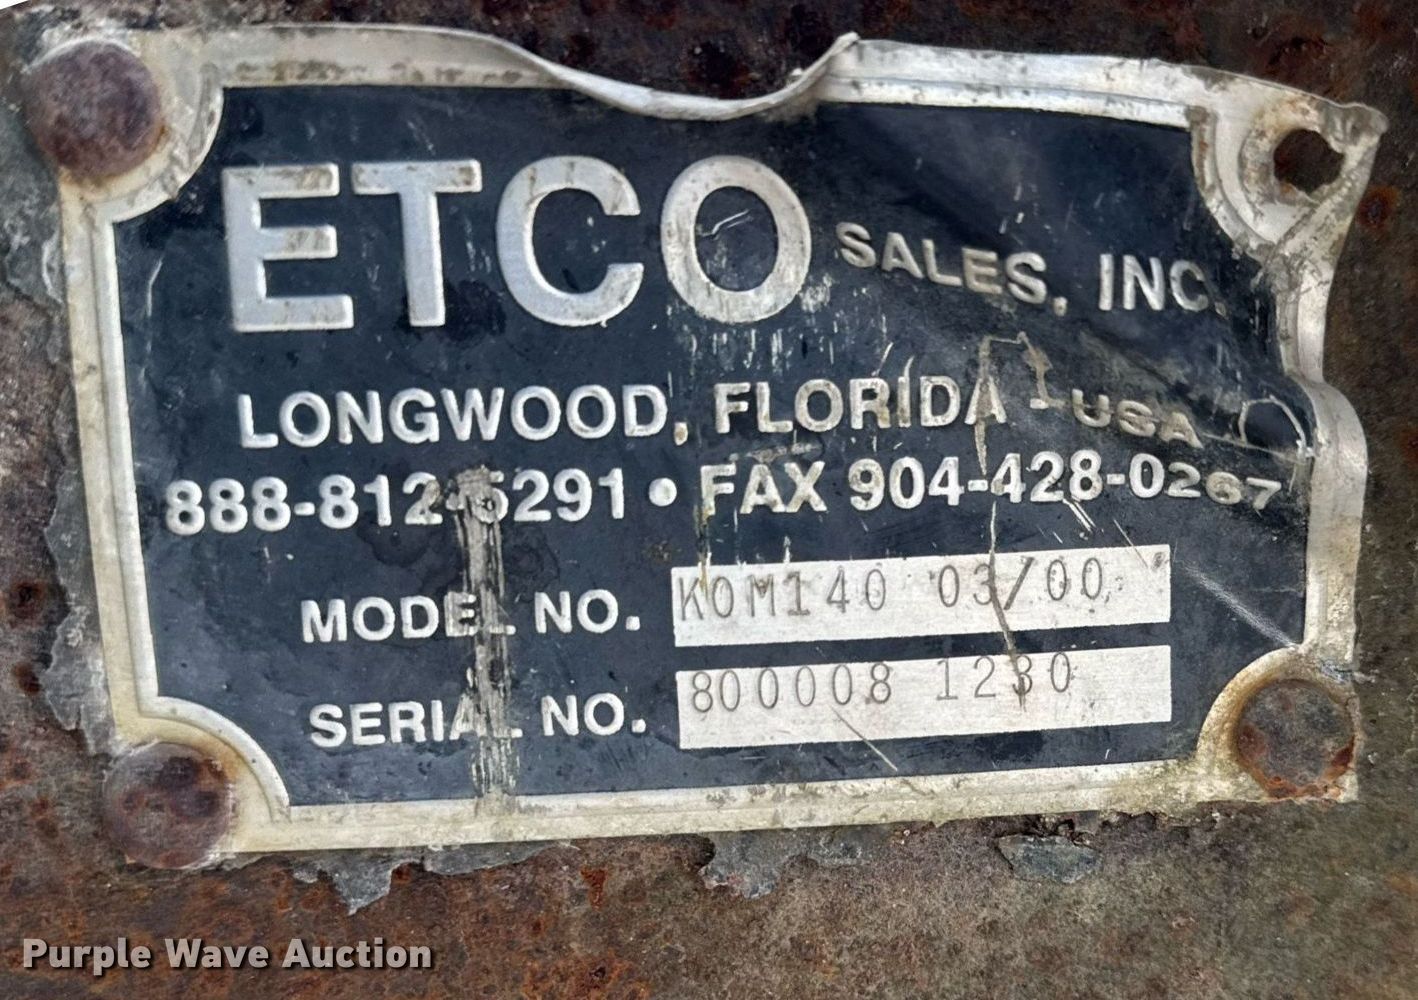 ETCO SALES, INC.
LONGWOOD, FLORIDA - USA
888-812-5291 • FAX 904-428-0267
MODEL NO. KOM140 03/00
SERIAL NO. 800008 1230
Purple Wave Auction